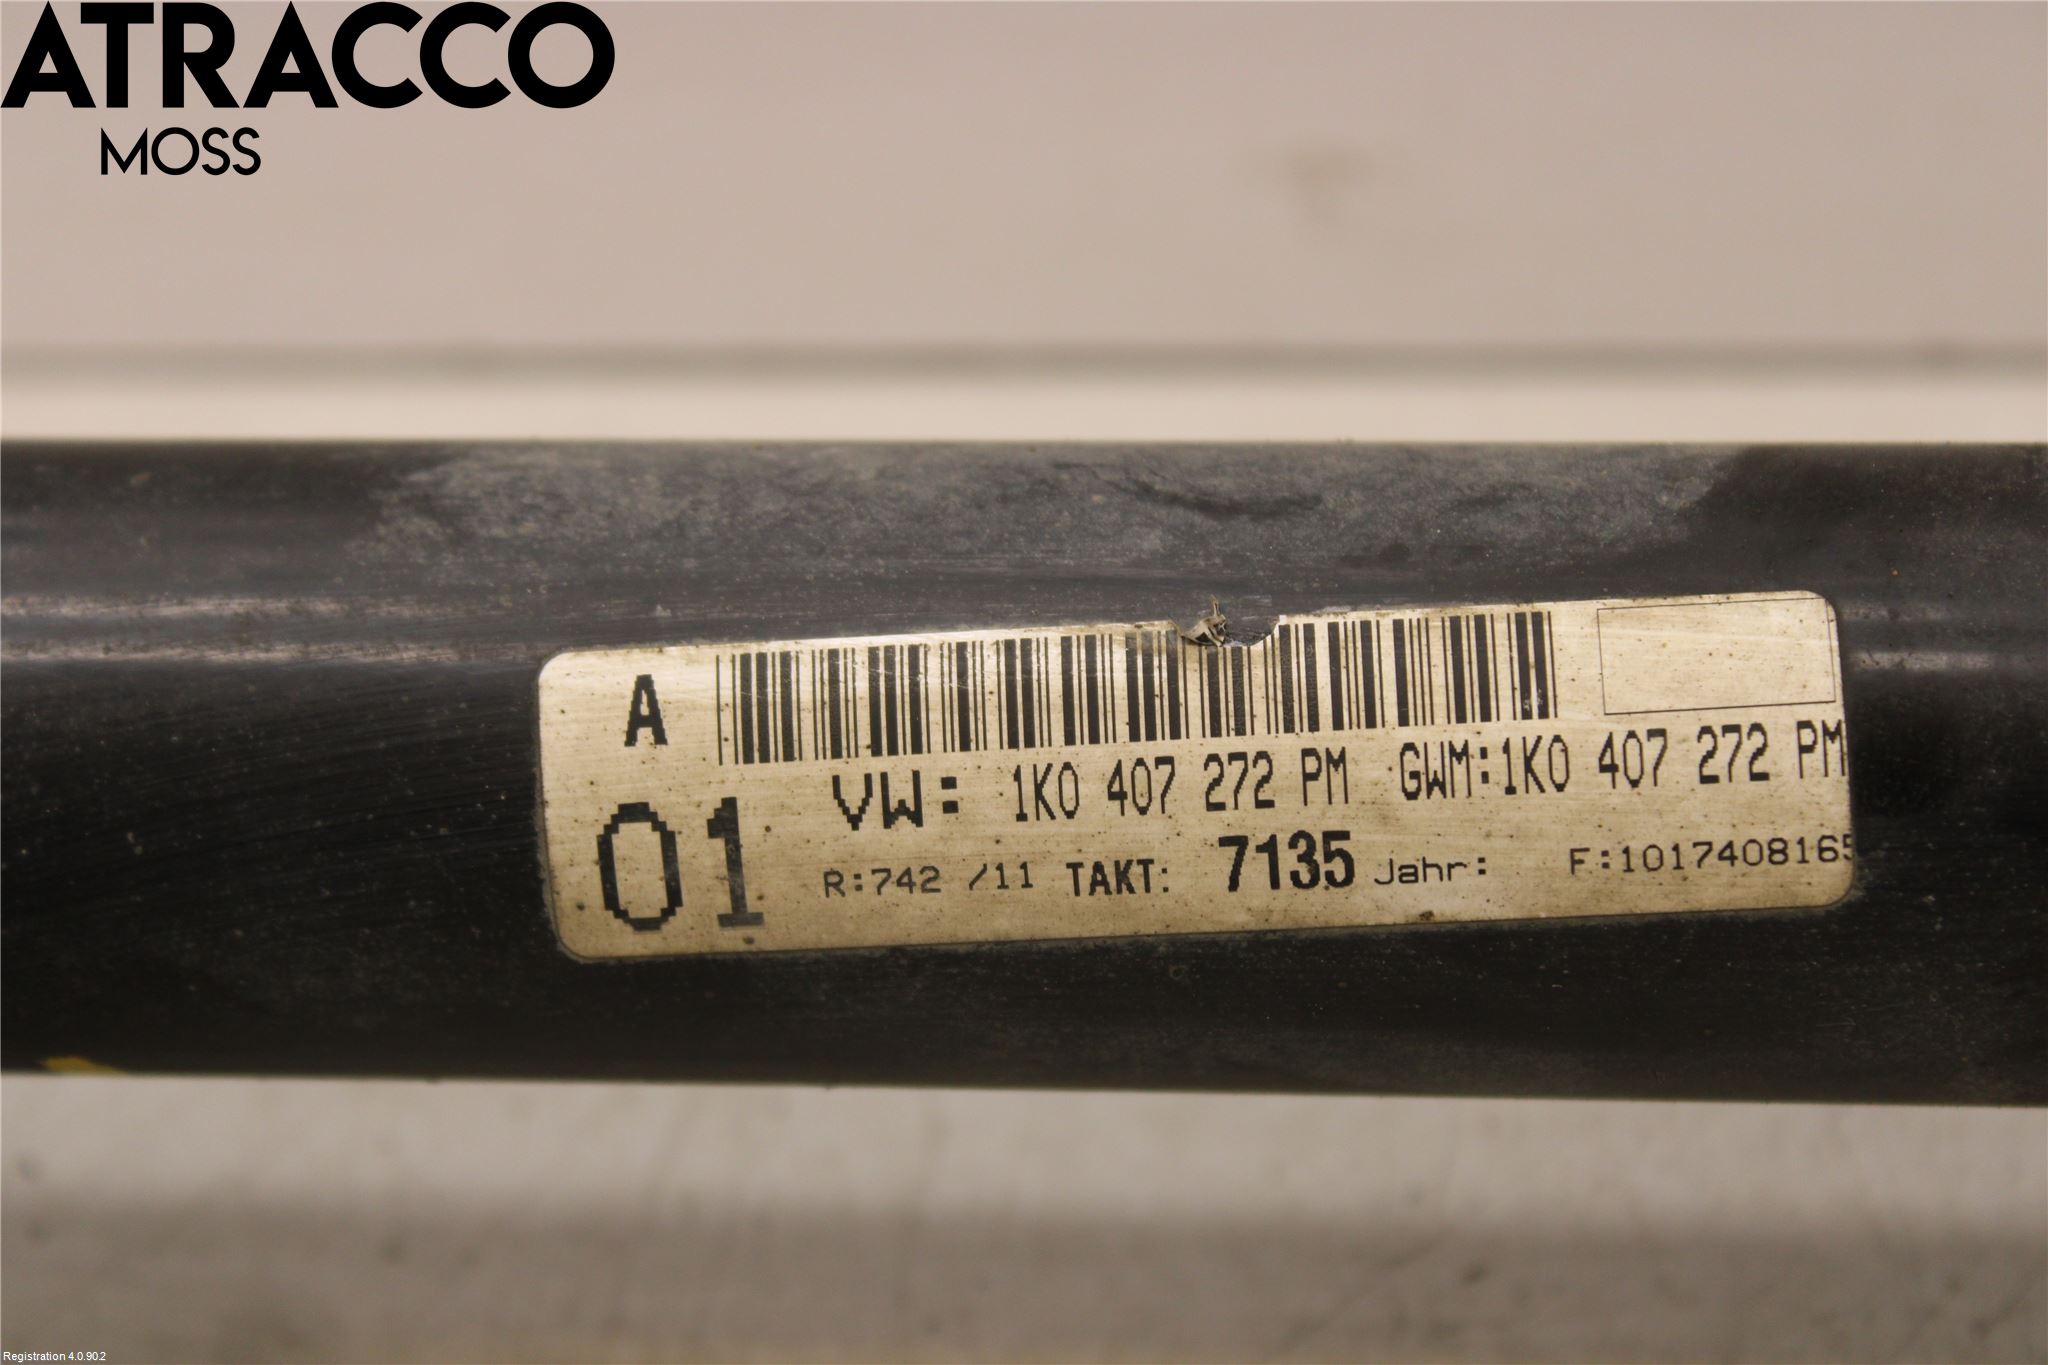 ATRACCO
MOSS
A
VW: 1K0 407 272 PM GWM:1K0 407 272 PM
01
R:742 /11 TAKT: 7135 Jahr: F:1017408165
Registration 4.0.90.2